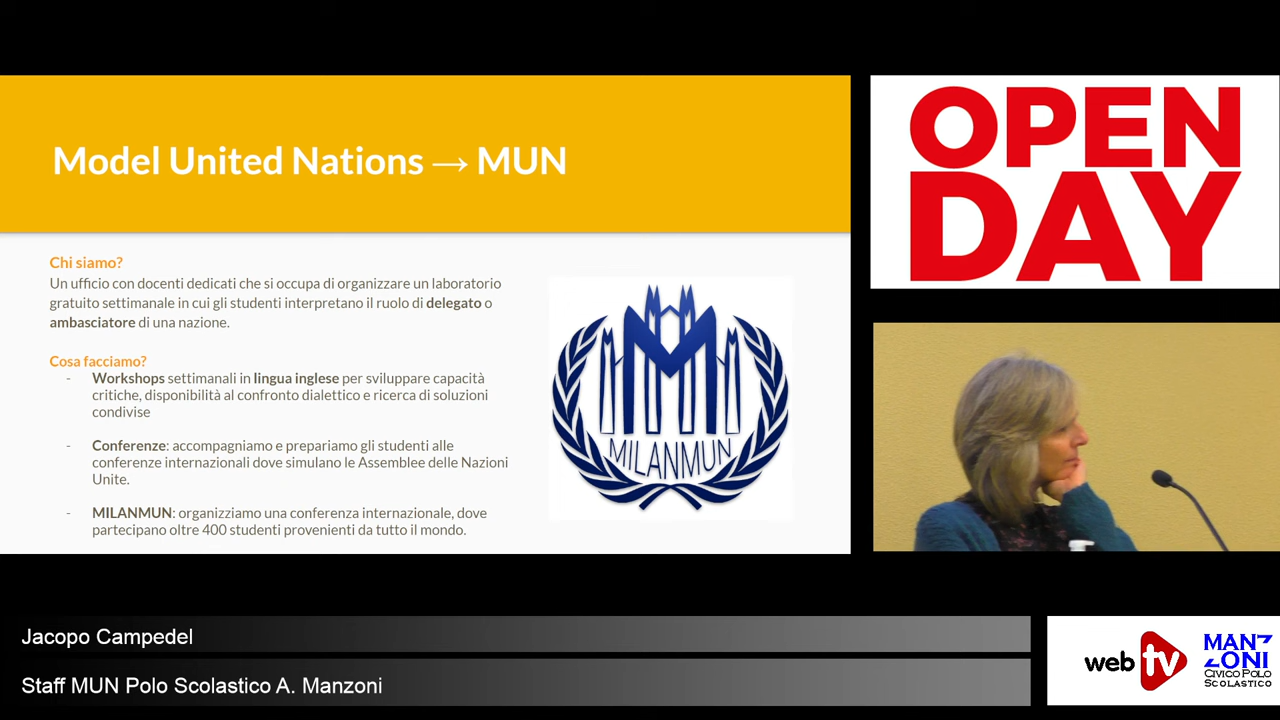 Model United Nations → MUN
Chi siamo?
Un ufficio con docenti dedicati che si occupa di organizzare un laboratorio
gratuito settimanale in cui gli studenti interpretano il ruolo di delegato o
ambasciatore di una nazione.
Cosa facciamo?
- Workshops settimanali in lingua inglese per sviluppare capacità
critiche, disponibilità al confronto dialettico e ricerca di soluzioni
condivise
- Conferenze: accompagniamo e prepariamo gli studenti alle
conferenze internazionali dove simulano le Assemblee delle Nazioni
Unite.
- MILANMUN: organizziamo una conferenza internazionale, dove
partecipano oltre 400 studenti provenienti da tutto il mondo.
MILANMUN
OPEN
DAY
Jacopo Campedel
Staff MUN Polo Scolastico A. Manzoni
web tv
MANZ
ZONI
CIVICO POLO
SCOLASTICO